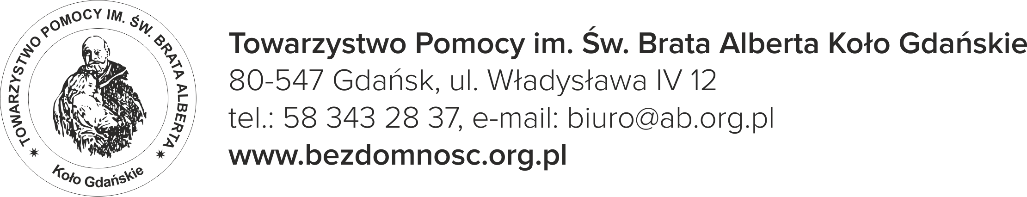 TOWARZYSTWO POMOCY IM. ŚW. BRATA ALBERTA
Koło Gdańskie
Towarzystwo Pomocy im. Św. Brata Alberta Koło Gdańskie
80-547 Gdańsk, ul. Władysława IV 12
tel.: 58 343 28 37, e-mail: biuro@ab.org.pl
www.bezdomnosc.org.pl